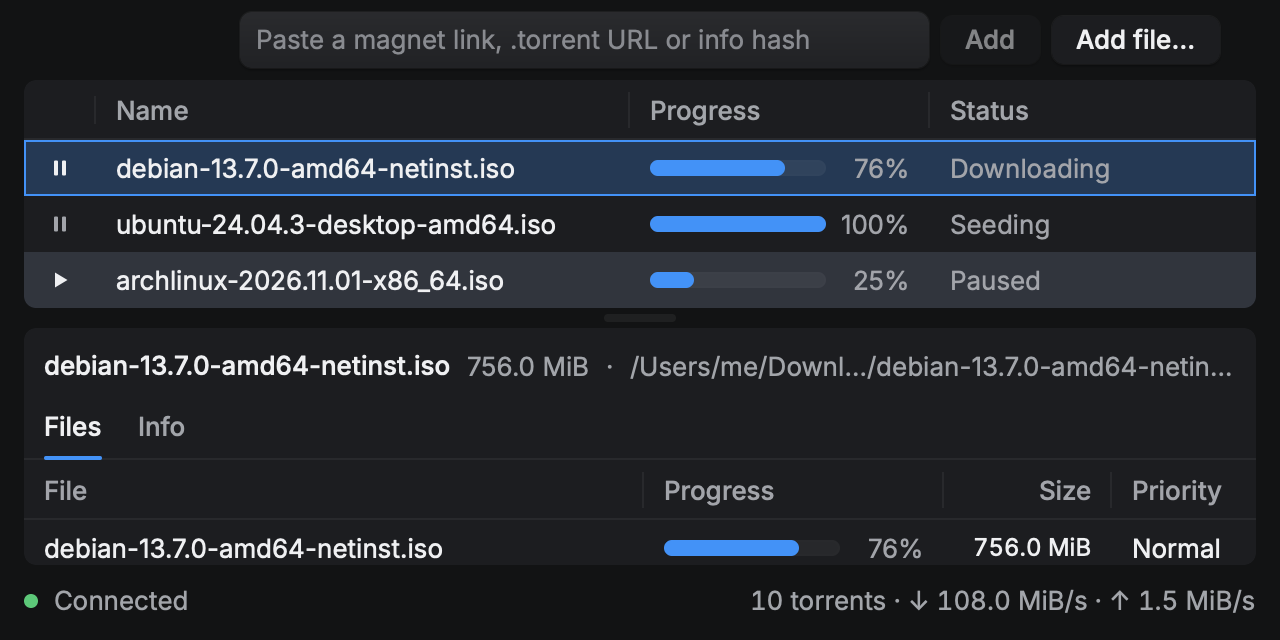 Paste a magnet link, .torrent URL or info hash Add Add file...
Name Progress Status
debian-13.7.0-amd64-netinst.iso 76% Downloading
ubuntu-24.04.3-desktop-amd64.iso 100% Seeding
archlinux-2026.11.01-x86_64.iso 25% Paused
debian-13.7.0-amd64-netinst.iso 756.0 MiB · /Users/me/Downl.../debian-13.7.0-amd64-netin...
Files Info
File Progress Size Priority
debian-13.7.0-amd64-netinst.iso 76% 756.0 MiB Normal
Connected 10 torrents · ↓ 108.0 MiB/s · ↑ 1.5 MiB/s